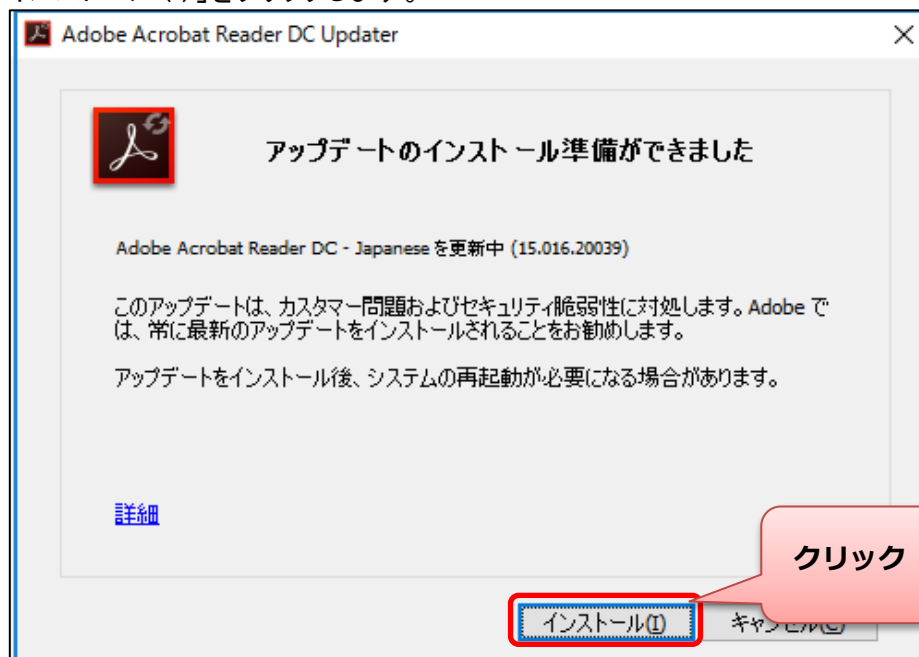 Adobe Acrobat Reader DC Updater
アップデートのインストール準備ができました
Adobe Acrobat Reader DC - Japanese を更新中 (15.016.20039)
このアップデートは、カスタマー問題およびセキュリティ脆弱性に対処します。Adobe で
は、常に最新のアップデートをインストールされることをお勧めします。
アップデートをインストール後、システムの再起動が必要になる場合があります。
詳細
クリック
インストール(I)